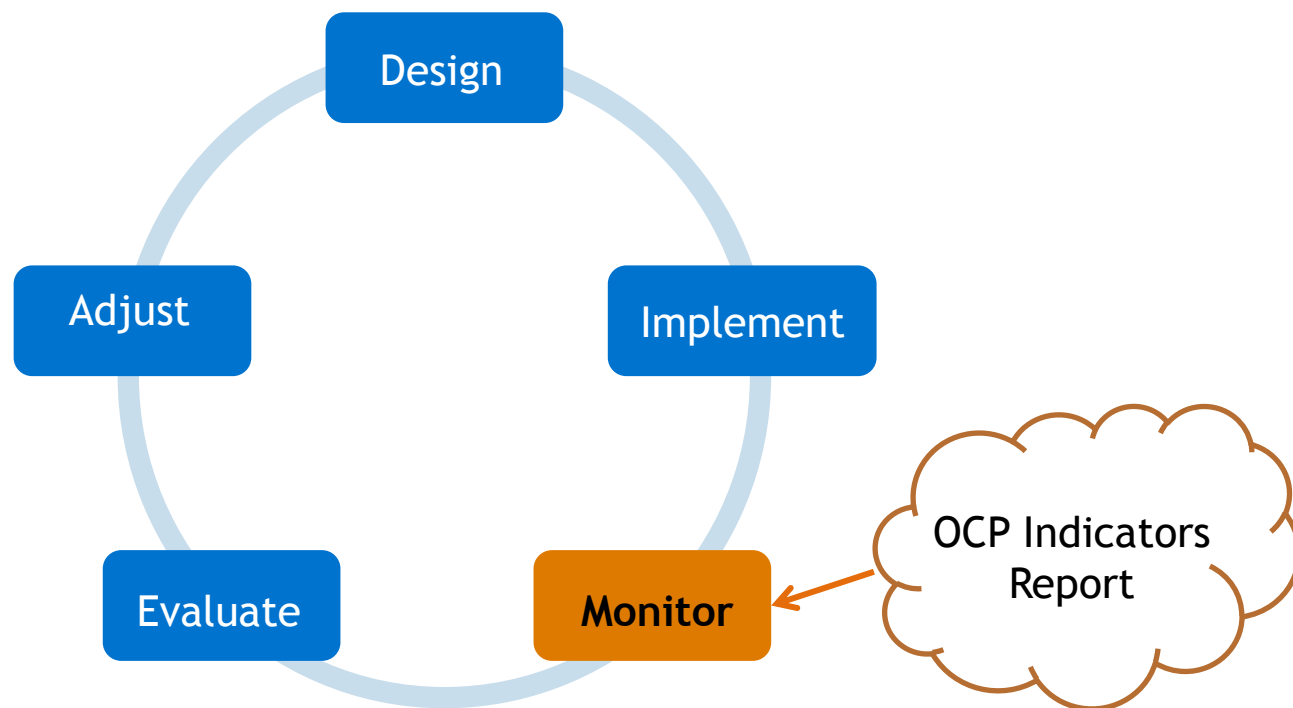 Design
Adjust
Implement
OCP Indicators
Report
Evaluate
Monitor